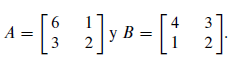 A = [6 1; 3 2] y B = [4 3; 1 2].